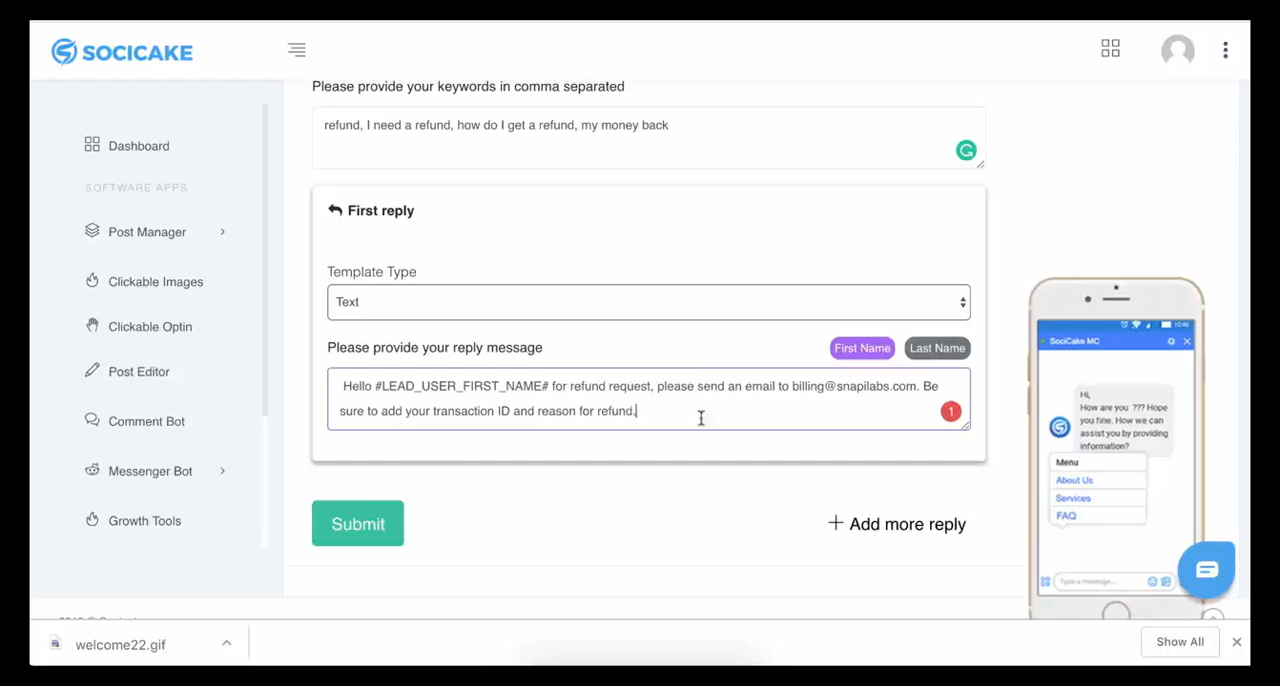 SOCICAKE
Please provide your keywords in comma separated
refund, I need a refund, how do I get a refund, my money back
Dashboard
SOFTWARE APPS
Post Manager
Clickable Images
Clickable Optin
Post Editor
Comment Bot
Messenger Bot
Growth Tools
First reply
Template Type
Text
Please provide your reply message
First Name
Last Name
Hello #LEAD_USER_FIRST_NAME# for refund request, please send an email to billing@snapilabs.com. Be
sure to add your transaction ID and reason for refund.
1
Submit
+ Add more reply
10:40
SociCake MC
Hi,
How are you ??? Hope
you fine. How we can
assist you by providing
information?
Menu
About Us
Services
FAQ
Type a message...
welcome22.gif
Show All